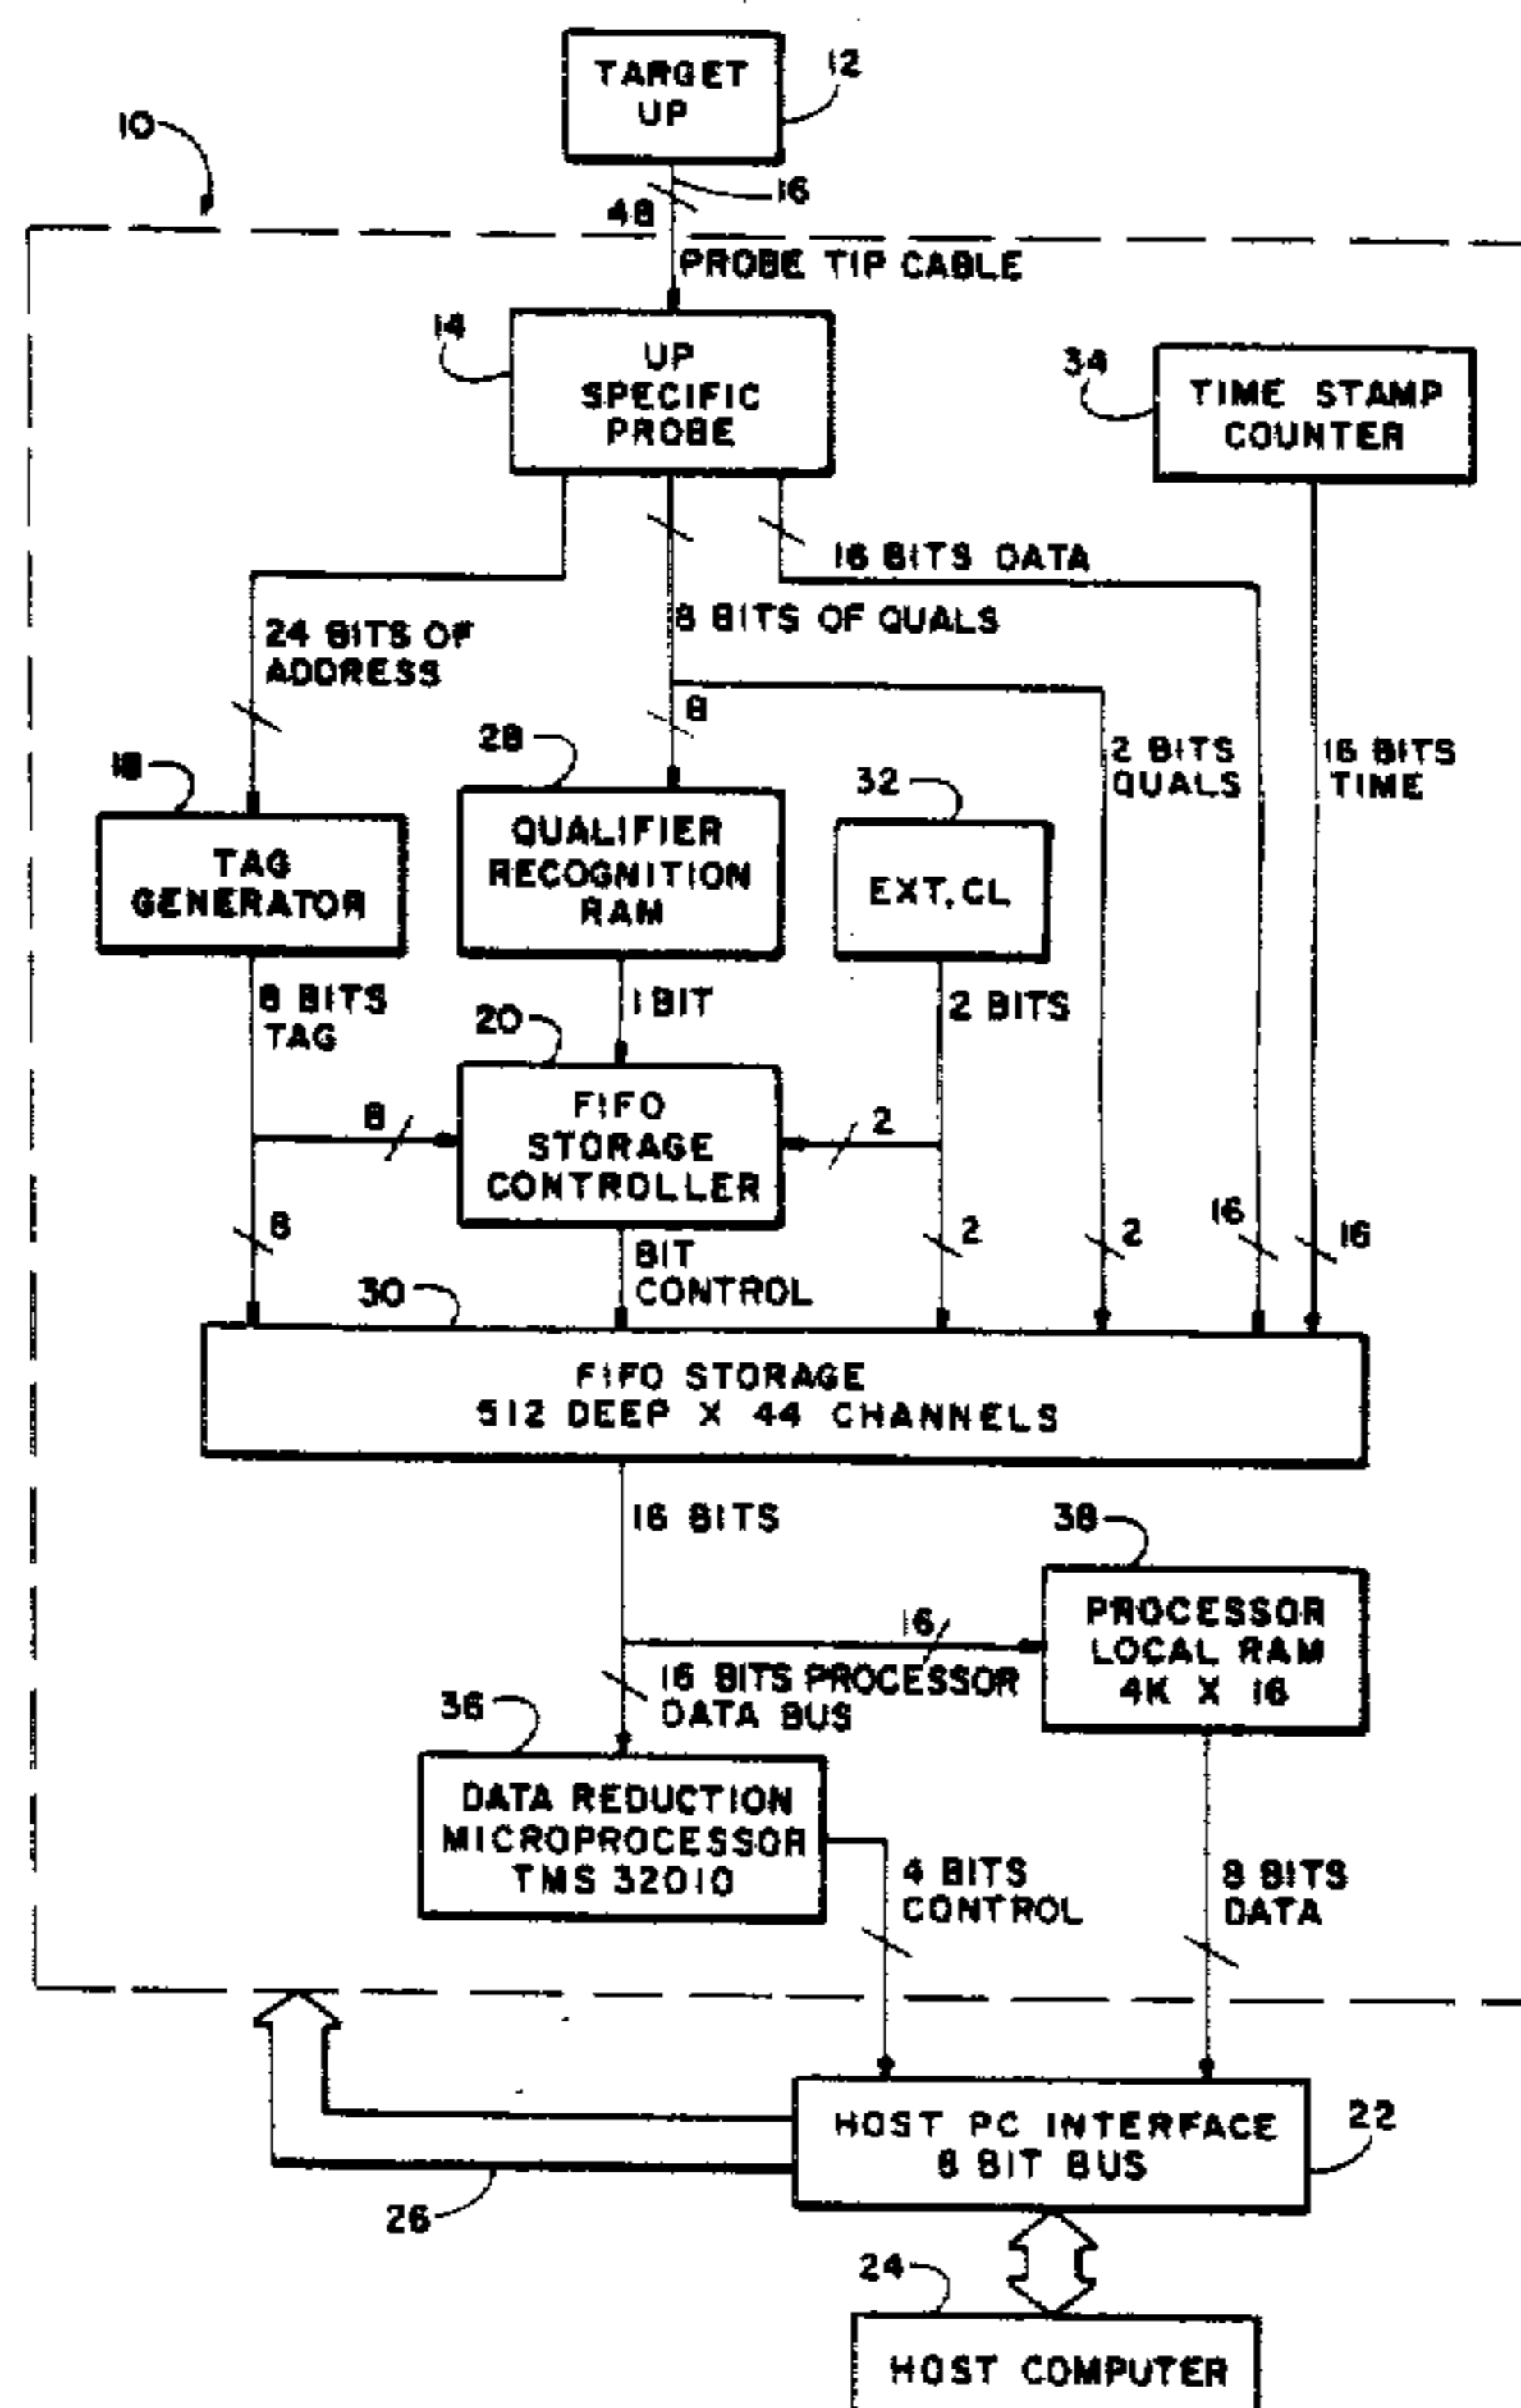 TARGET
UP
12
10
16
48
PROBE TIP CABLE
14
UP
SPECIFIC
PROBE
34
TIME STAMP
COUNTER
16 BITS DATA
8 BITS OF QUALS
24 BITS OF
ADDRESS
8
28
18
32
2 BITS
QUALS
16 BITS
TIME
TAG
GENERATOR
QUALIFIER
RECOGNITION
RAM
EXT. CL
8 BITS
TAG
1 BIT
2 BITS
20
8
FIFO
STORAGE
CONTROLLER
2
8
2
2
16
16
BIT
CONTROL
30
FIFO STORAGE
512 DEEP X 44 CHANNELS
16 BITS
38
16
PROCESSOR
LOCAL RAM
4K X 16
16 BITS PROCESSOR
DATA BUS
36
DATA REDUCTION
MICROPROCESSOR
TMS 32010
4 BITS
CONTROL
8 BITS
DATA
HOST PC INTERFACE
8 BIT BUS
22
26
24
HOST COMPUTER